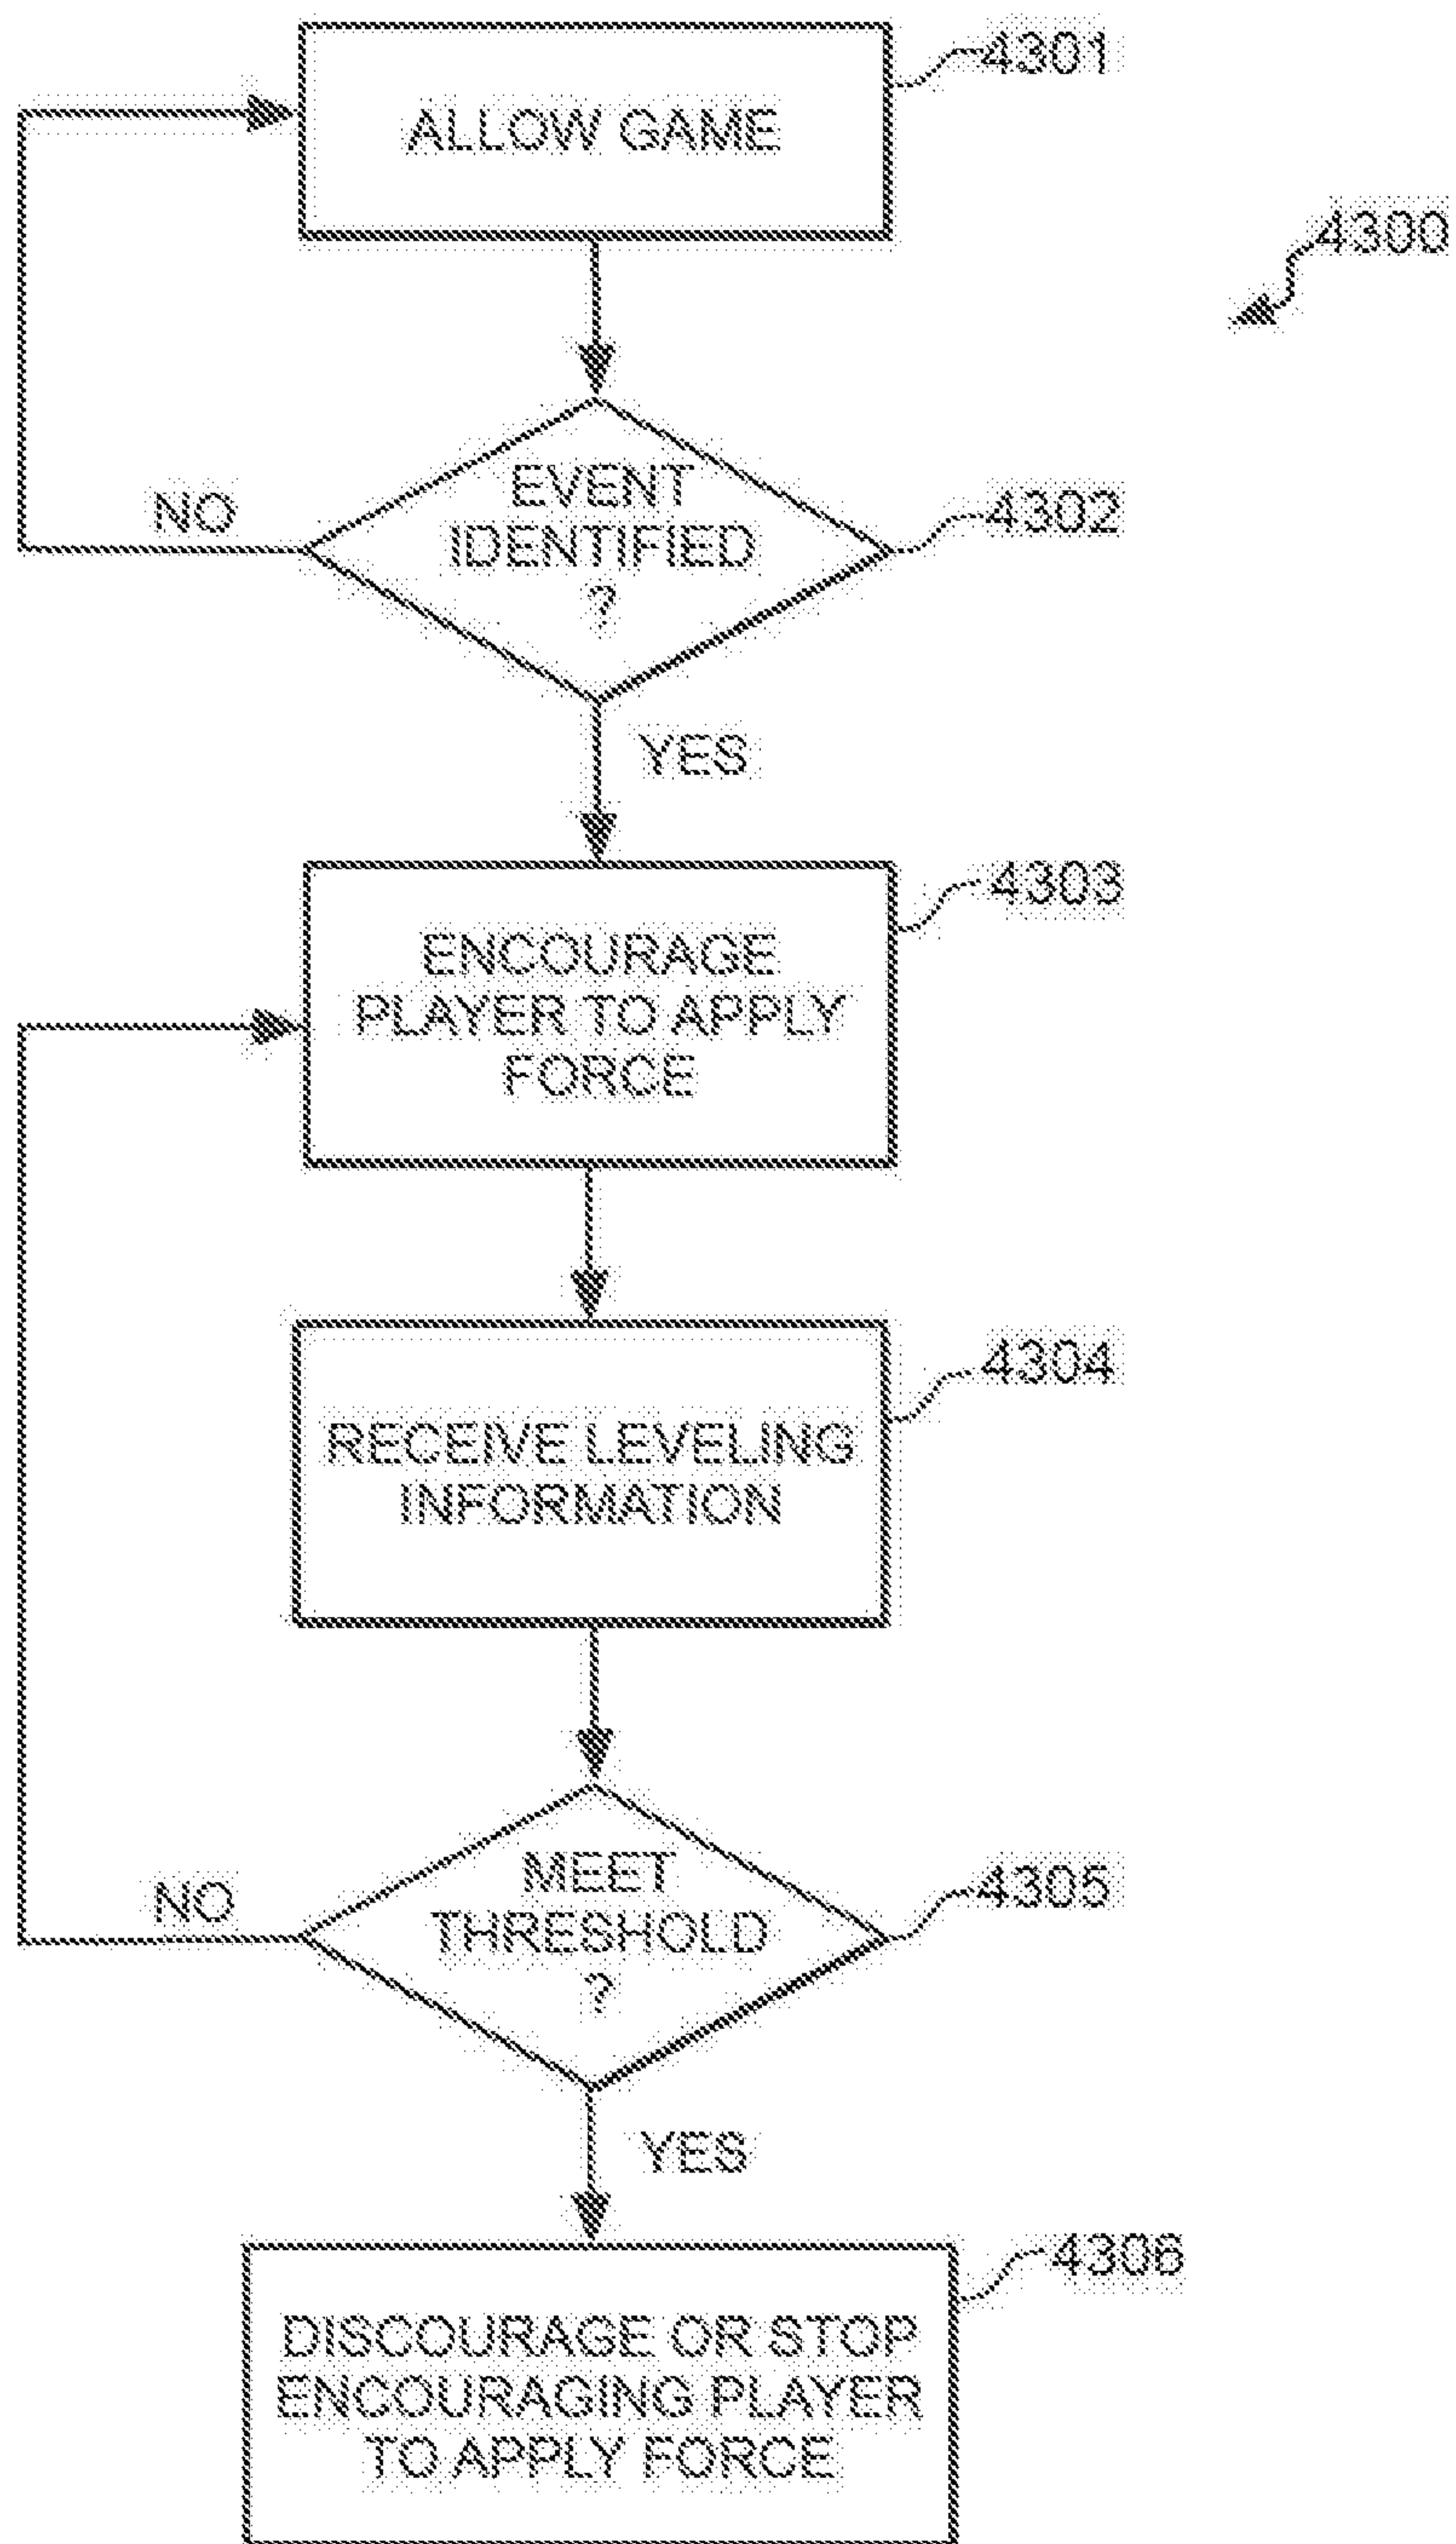 4301
ALLOW GAME
4300
EVENT
IDENTIFIED
?
4302
NO
YES
4303
ENCOURAGE
PLAYER TO APPLY
FORCE
4304
RECEIVE LEVELING
INFORMATION
MEET
THRESHOLD
?
4305
NO
YES
4306
DISCOURAGE OR STOP
ENCOURAGING PLAYER
TO APPLY FORCE